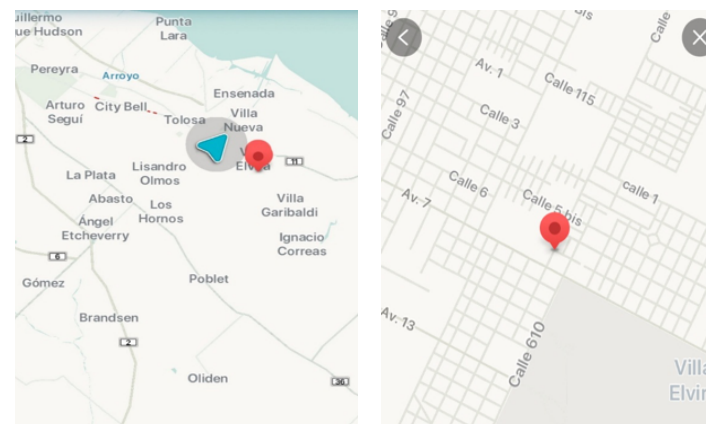 uillermo
ue Hudson
Punta
Lara
Pereyra
Arroyo
Ensenada
Arturo
Seguí
City Bell
Tolosa
Villa
Nueva
2
11
La Plata
Lisandro
Olmos
Abasto
Los
Hornos
Villa
Garibaldi
Ángel
Etcheverry
Ignacio
Correas
6
Gómez
Poblet
Brandsen
2
Oliden
36
bis
Calle
Av. 1
Calle 115
Calle 97
Calle 3
Calle 6
calle 1
Av. 7
Calle 5 bis
Av. 13
Calle 610
Villa
Elvir